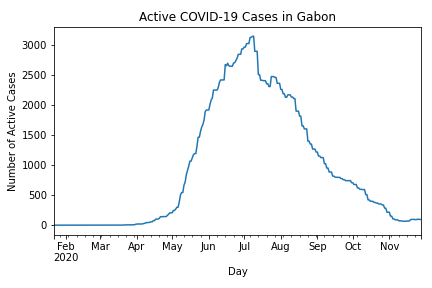 Active COVID-19 Cases in Gabon
Number of Active Cases
3000
2500
2000
1500
1000
500
0
Feb Mar Apr May Jun Jul Aug Sep Oct Nov
2020
Day